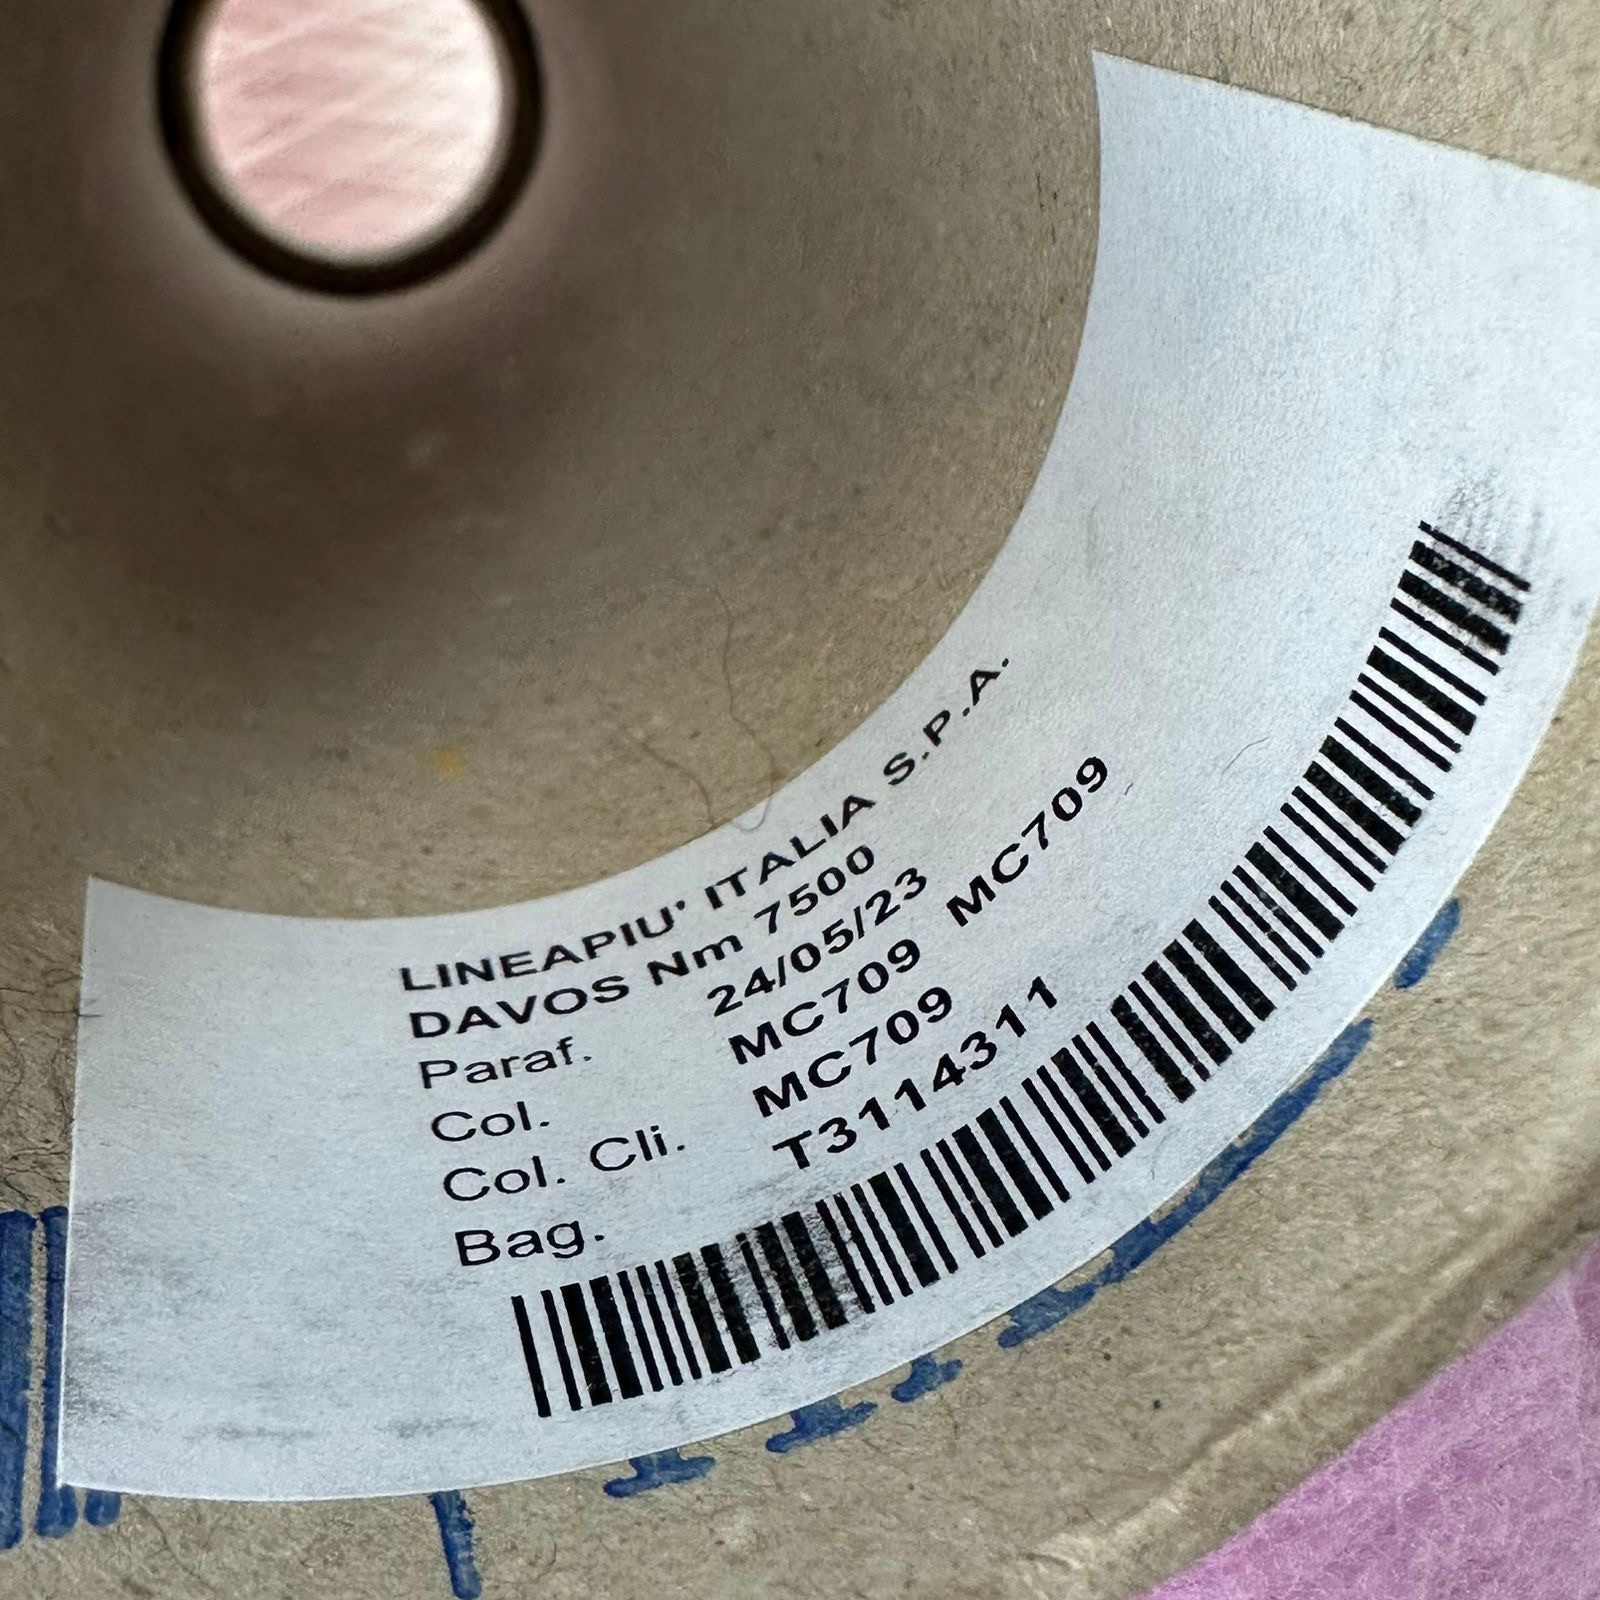 LINEAPIU' ITALIA S.P.A.
DAVOS Nm 7500
Paraf. 24/05/23
Col. MC709 MC709
Col. Cli. MC709
Bag. T3114311